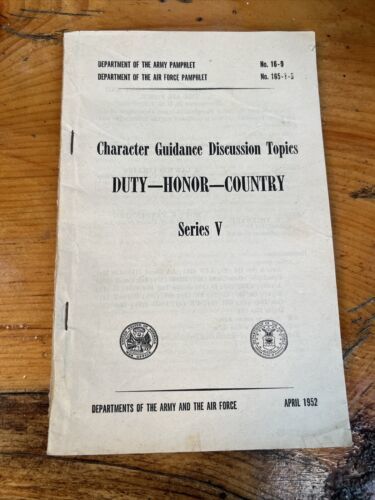 DEPARTMENT OF THE ARMY PAMPHLET No. 16-9
DEPARTMENT OF THE AIR FORCE PAMPHLET
Character Guidance Discussion Topics
DUTY—HONOR—COUNTRY
Series V
DEPARTMENTS OF THE ARMY AND THE AIR FORCE APRIL 1952